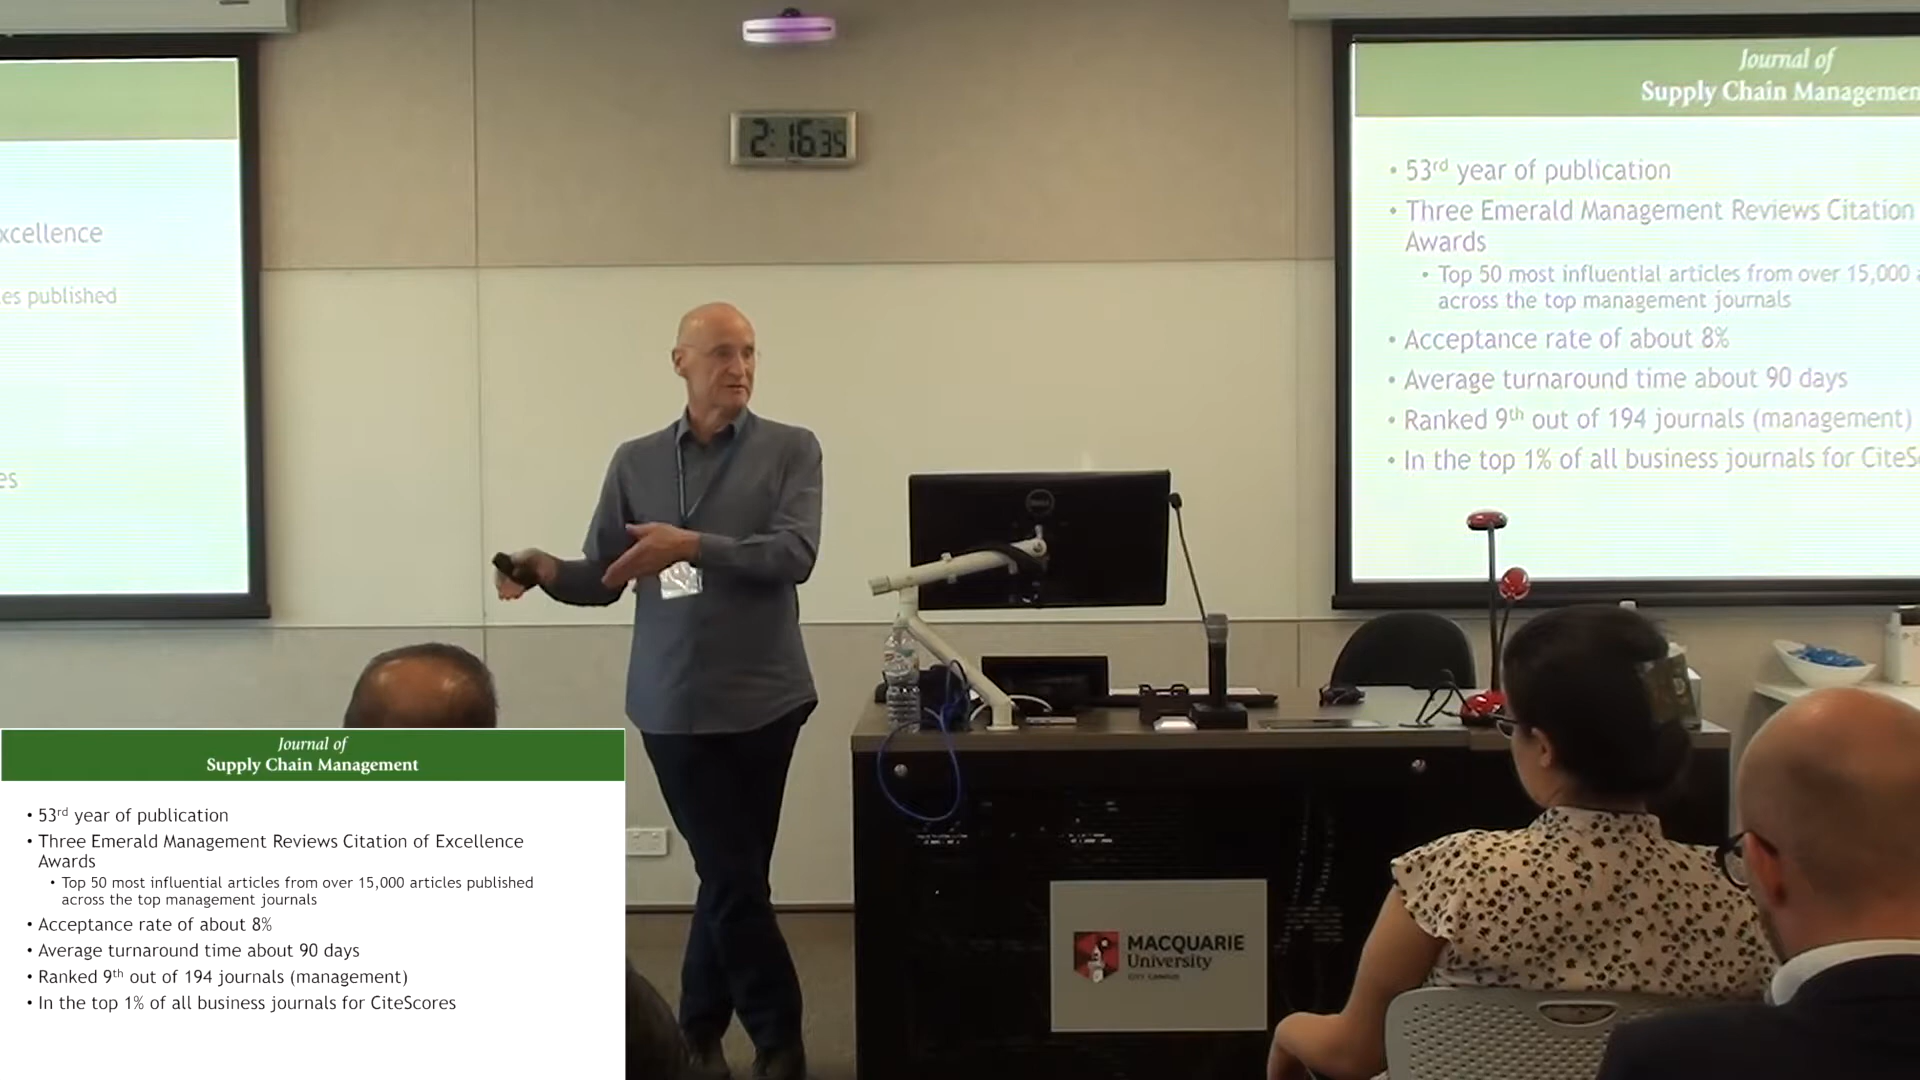 2:16 35
xcellence
es published
es
Journal of
Supply Chain Managemen
• 53rd year of publication
• Three Emerald Management Reviews Citation
Awards
• Top 50 most influential articles from over 15,000 a
across the top management journals
• Acceptance rate of about 8%
• Average turnaround time about 90 days
• Ranked 9th out of 194 journals (management)
• In the top 1% of all business journals for CiteS
DELL
Journal of
Supply Chain Management
• 53rd year of publication
• Three Emerald Management Reviews Citation of Excellence
Awards
• Top 50 most influential articles from over 15,000 articles published
across the top management journals
• Acceptance rate of about 8%
• Average turnaround time about 90 days
• Ranked 9th out of 194 journals (management)
• In the top 1% of all business journals for CiteScores
MACQUARIE
University
CITY CAMPUS